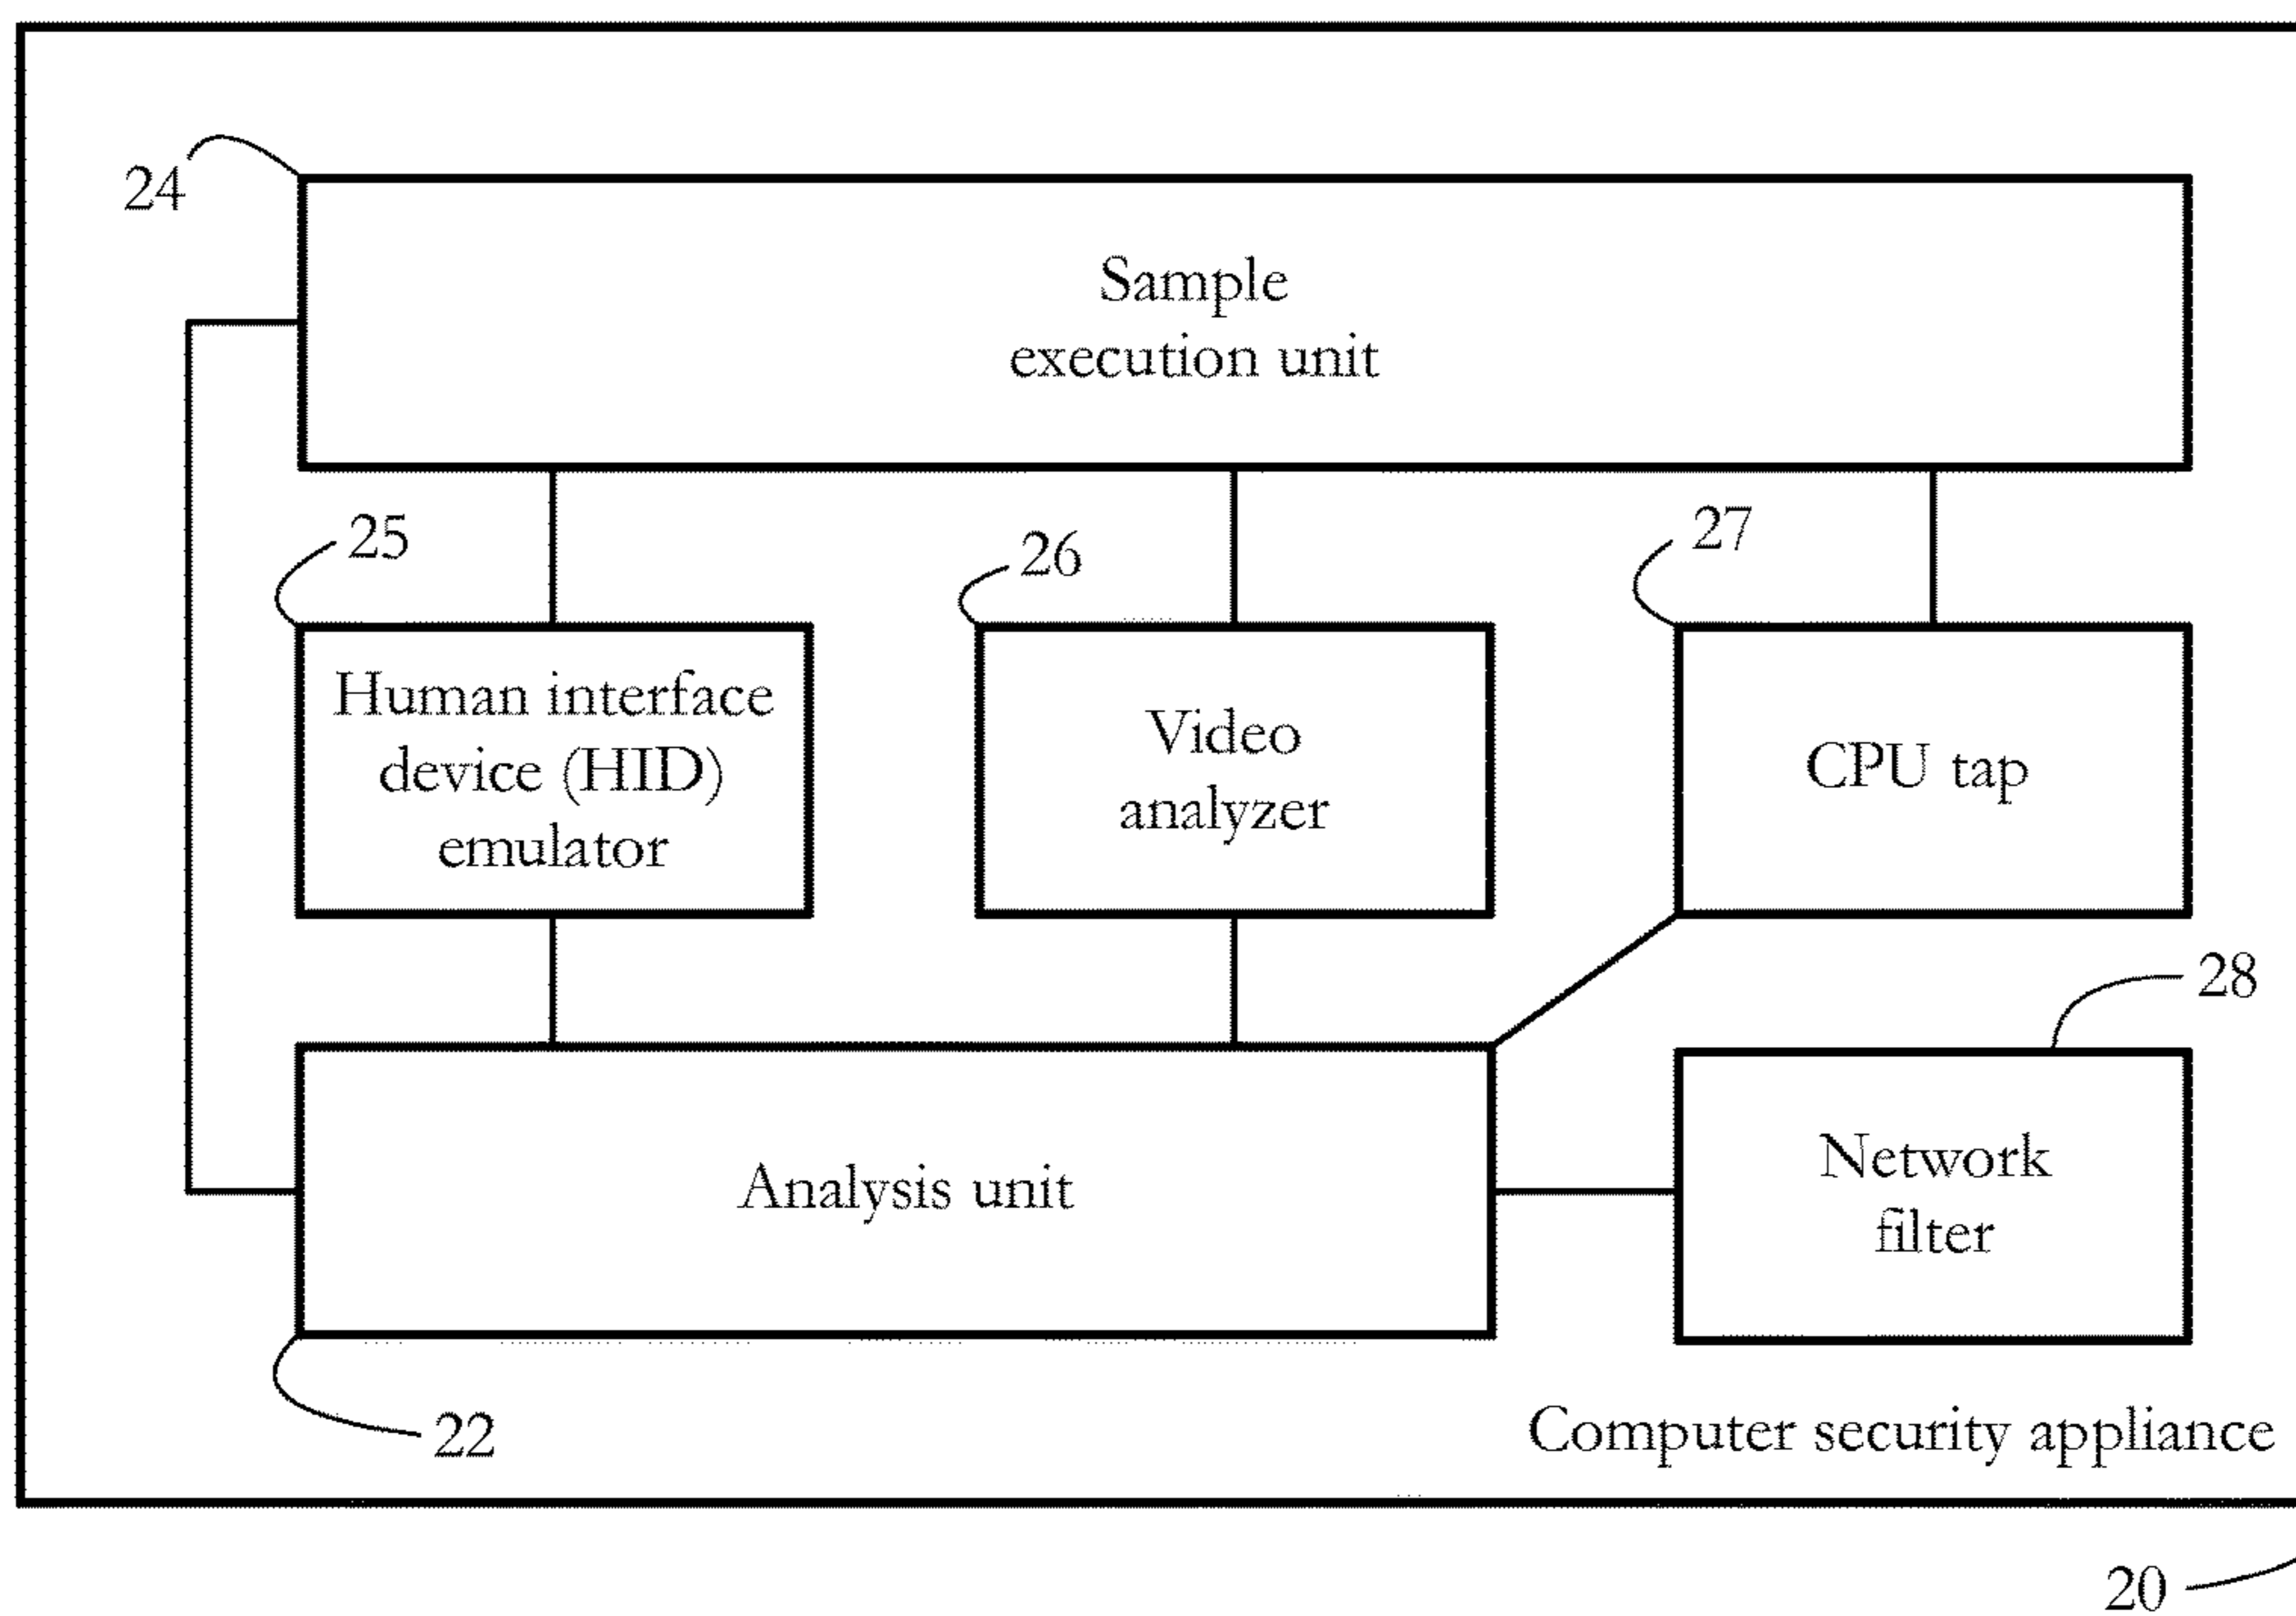 24
Sample
execution unit
25
26
27
Human interface
device (HID)
emulator
Video
analyzer
CPU tap
28
Analysis unit
Network
filter
22
Computer security appliance
20